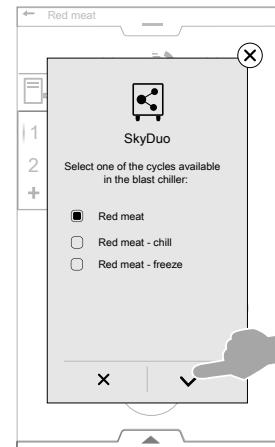 Red meat
1
2
+
SkyDuo
Select one of the cycles available
in the blast chiller:
Red meat
Red meat - chill
Red meat - freeze